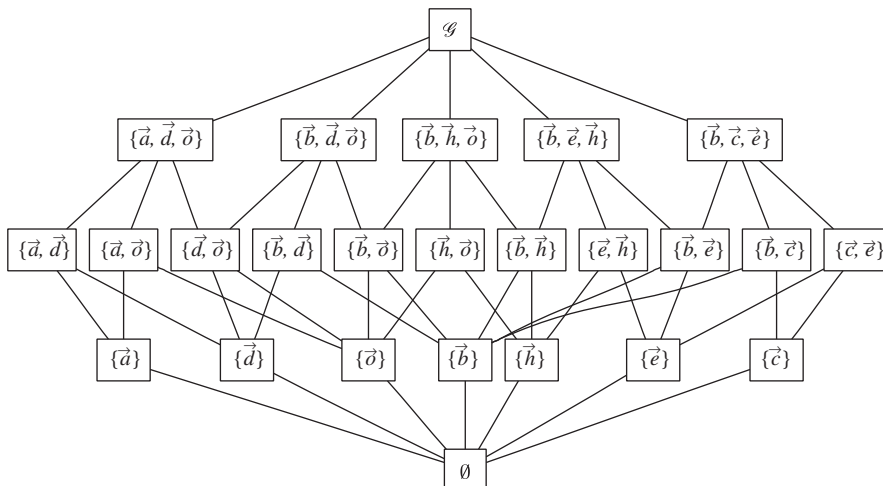 𝒢
{a⃗, d⃗, o⃗} {b⃗, d⃗, o⃗} {b⃗, h⃗, o⃗} {b⃗, e⃗, h⃗} {b⃗, c⃗, e⃗}
{a⃗, d⃗} {a⃗, o⃗} {d⃗, o⃗} {b⃗, d⃗} {b⃗, o⃗} {h⃗, o⃗} {b⃗, h⃗} {e⃗, h⃗} {b⃗, e⃗} {b⃗, c⃗} {c⃗, e⃗}
{a⃗} {d⃗} {o⃗} {b⃗} {h⃗} {e⃗} {c⃗}
∅